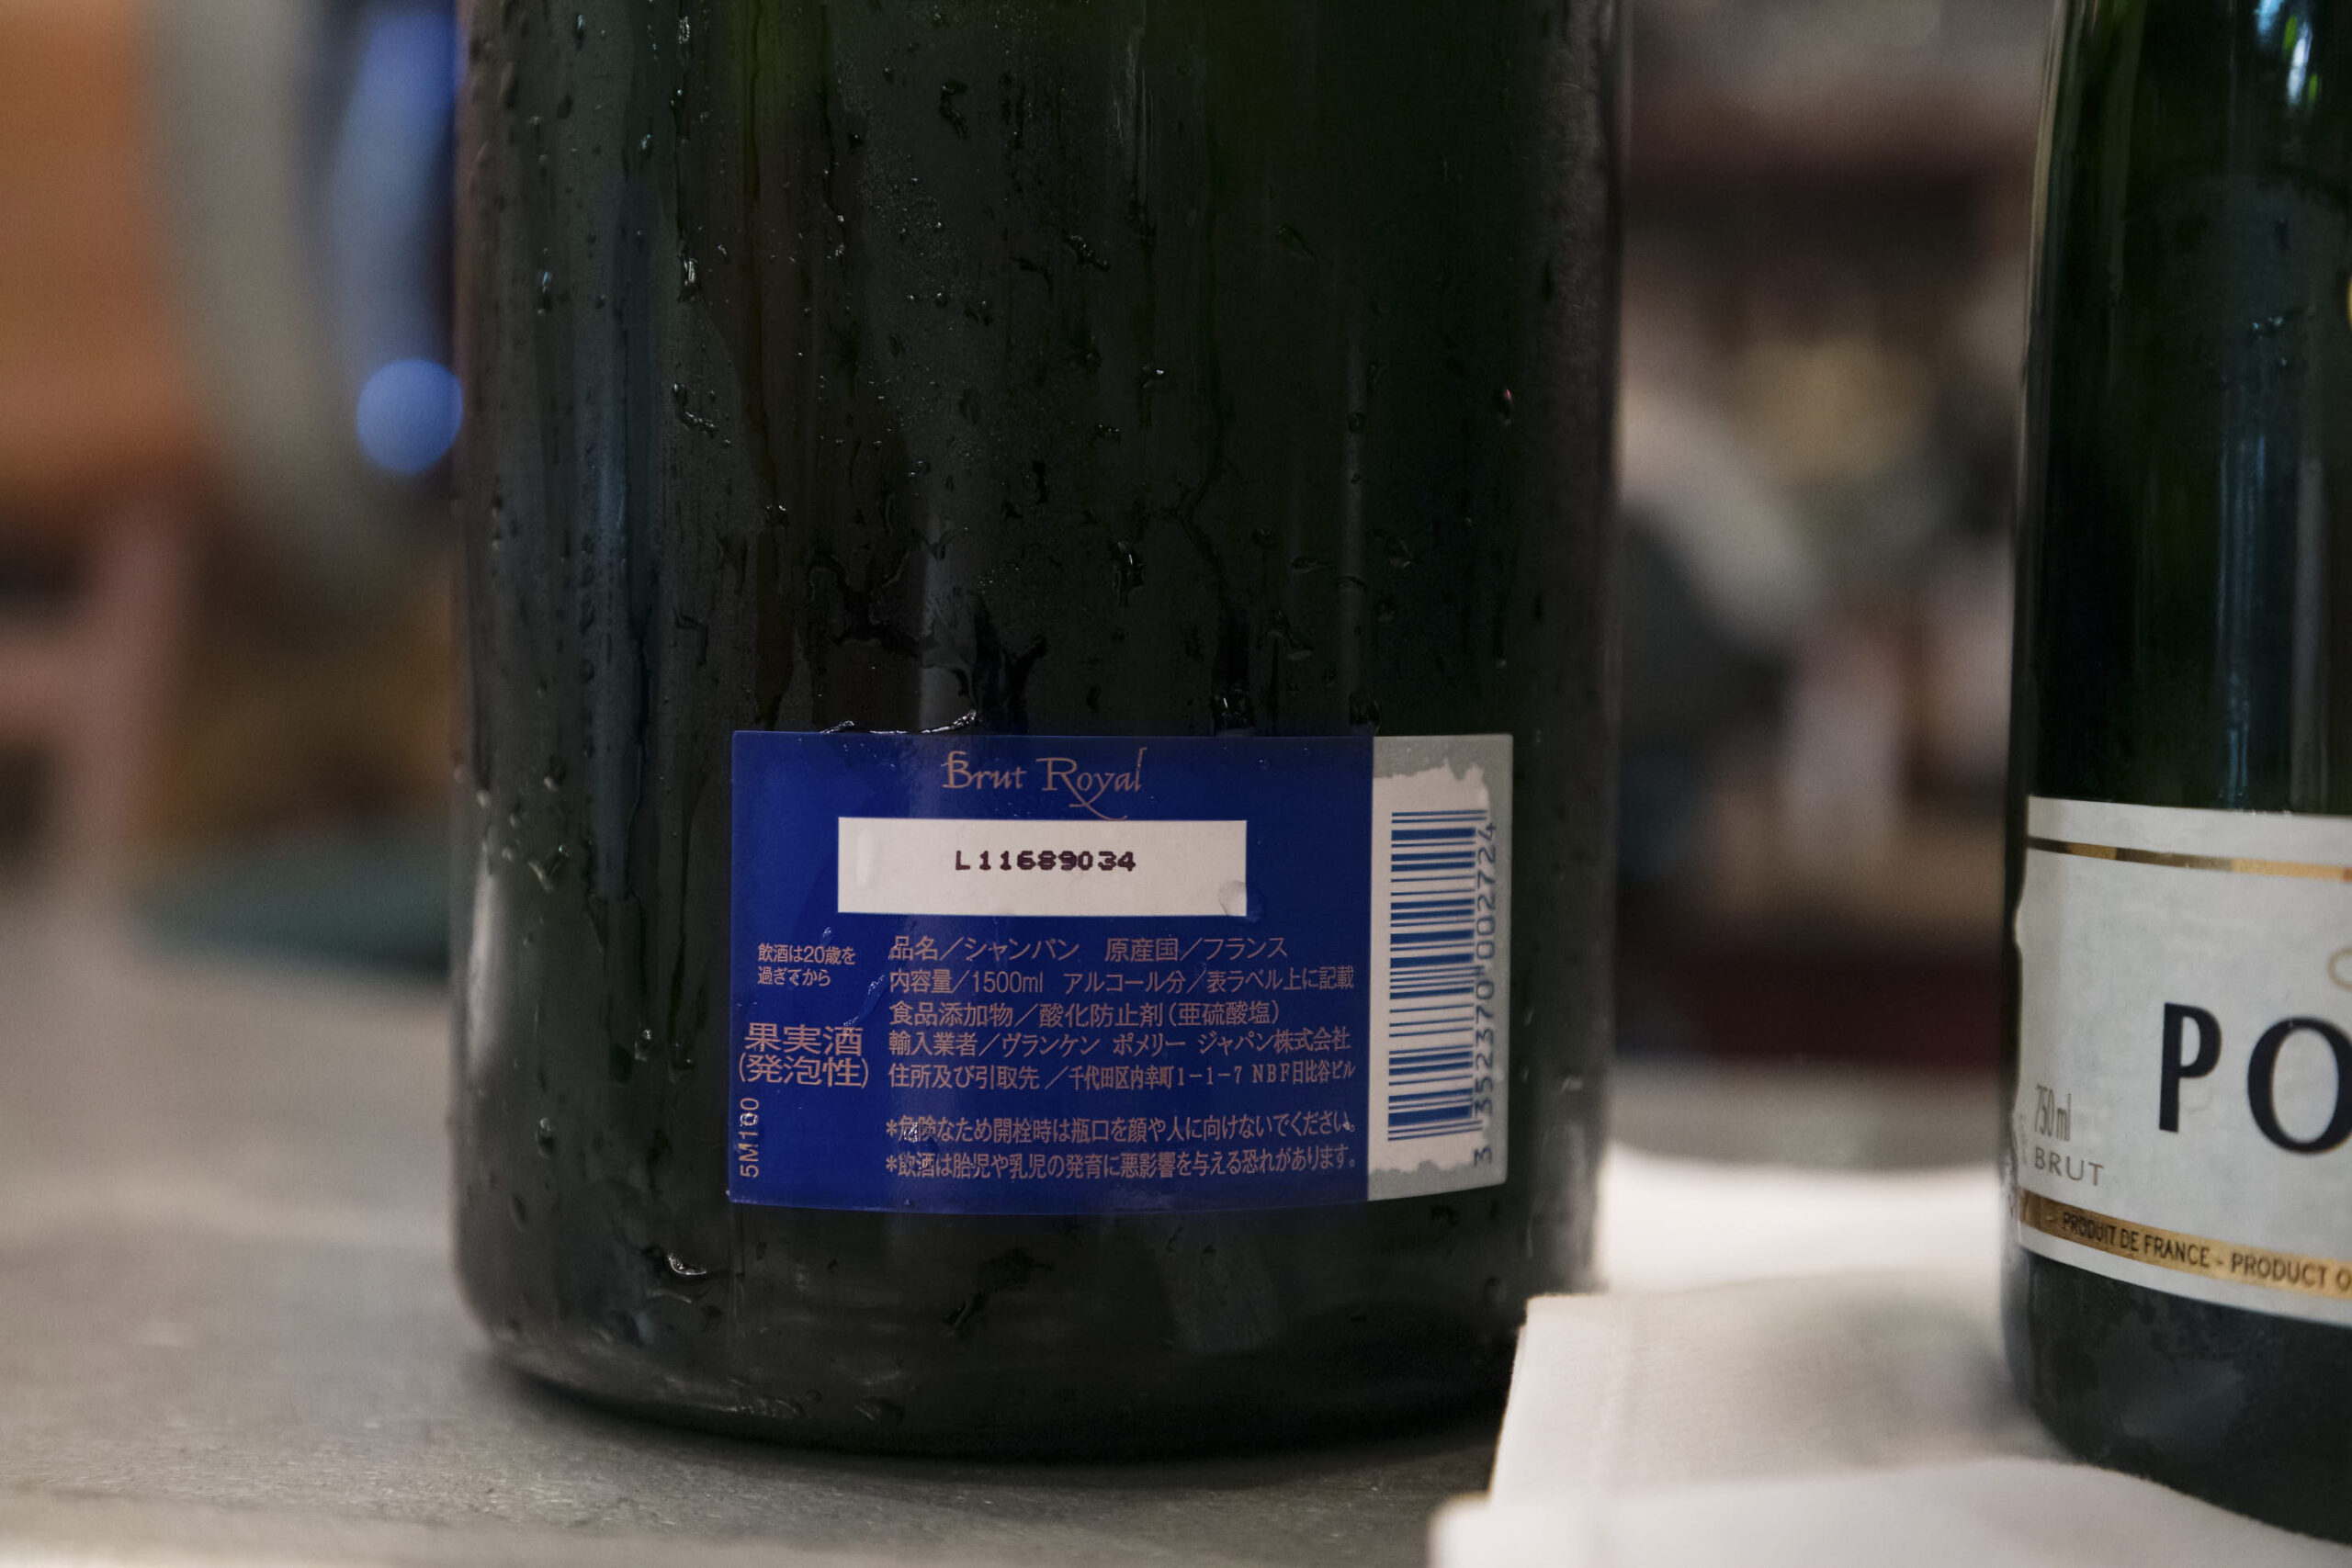 Brut Royal
L11689034
飲酒は20歳を
過ぎてから
果実酒
(発泡性)
5M100
品名／シャンパン 原産国／フランス
内容量／1500ml アルコール分／表ラベル上に記載
食品添加物／酸化防止剤（亜硫酸塩）
輸入業者／ヴランケン ポメリー ジャパン株式会社
住所及び引取先／千代田区内幸町1-1-7 NBF日比谷ビル
*危険なため開栓時は瓶口を顔や人に向けないでください。
*飲酒は胎児や乳児の発育に悪影響を与える恐れがあります。
3 352370 002724
PO
750 ml
BRUT
PRODUIT DE FRANCE - PRODUCT O